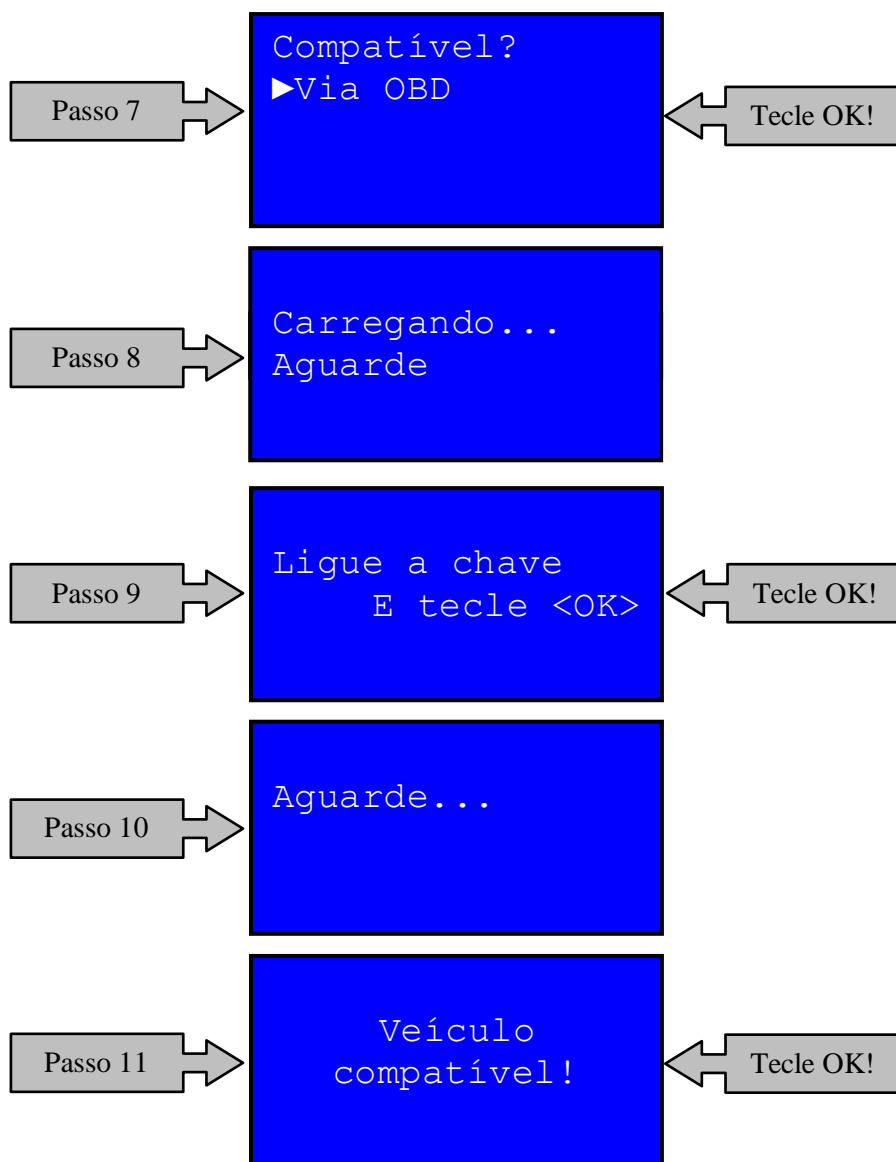 Compatível?
Passo 7
►Via OBD
Tecle OK!
Carregando...
Passo 8
Aguarde
Ligue a chave
Passo 9
E tecle <OK>
Tecle OK!
Aguarde...
Passo 10
Veículo
Passo 11
compatível!
Tecle OK!